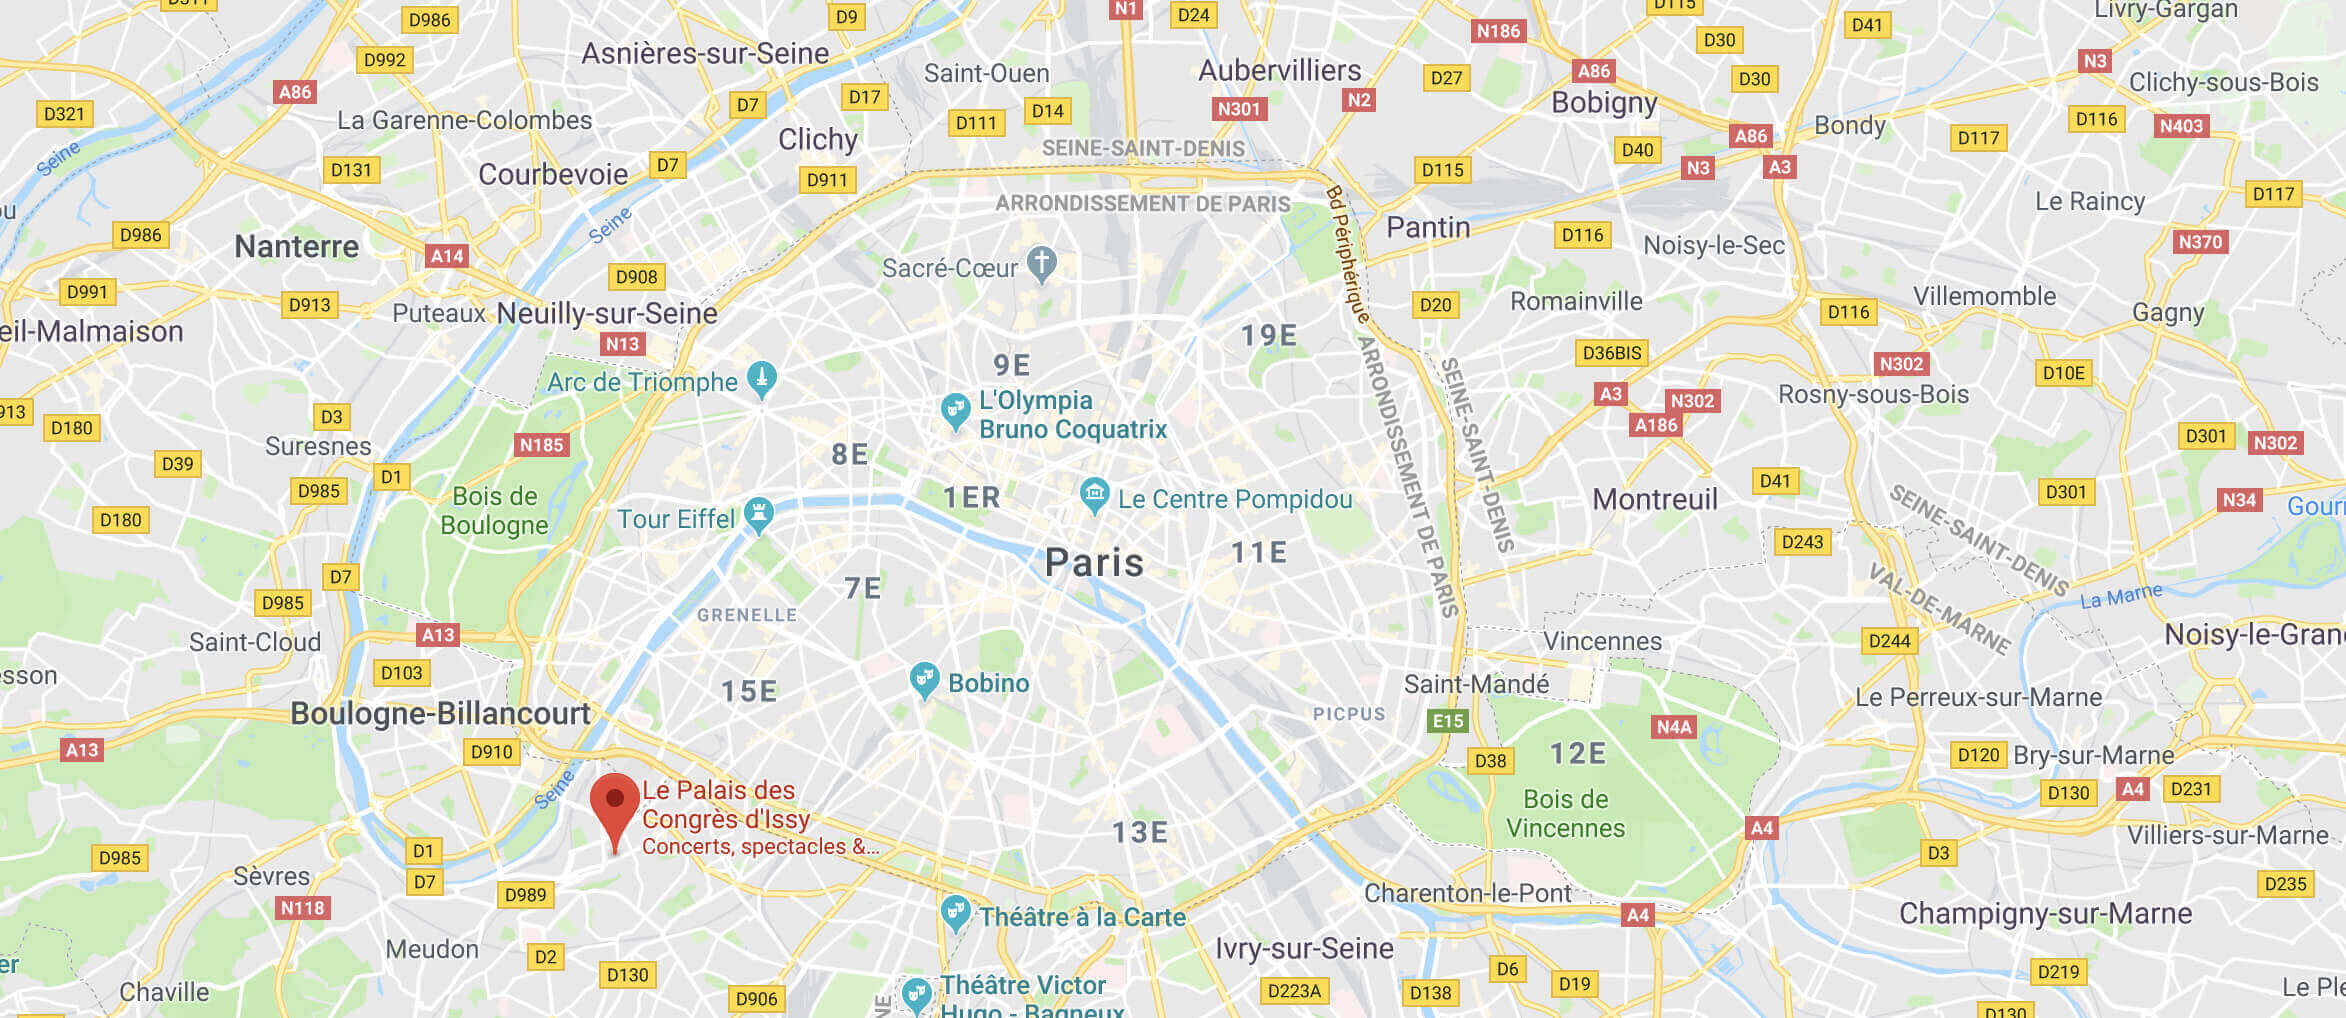 D311
D986
D9
N1
D24
D115
D41
Livry-Gargan
N186
D30
Asnières-sur-Seine
D992
Saint-Ouen
Aubervilliers
D27
A86
D30
N3
Clichy-sous-Bois
A86
D321
La Garenne-Colombes
D7
D17
D111
D14
N301
N2
Bobigny
Bondy
D116
N403
Clichy
SEINE-SAINT-DENIS
D40
A86
D117
Seine
D131
Courbevoie
D7
D911
D115
N3
A3
ARRONDISSEMENT DE PARIS
Bd Périphérique
Le Raincy
D117
D986
Nanterre
A14
Seine
Pantin
D116
Noisy-le-Sec
N370
Sacré-Cœur
D908
D991
D913
Puteaux
Neuilly-sur-Seine
N13
D20
Romainville
D116
Villemomble
Gagny
eil-Malmaison
19E
9E
D36BIS
N302
D10E
Arc de Triomphe
L'Olympia
Bruno Coquatrix
A3
N302
A186
Rosny-sous-Bois
913
D180
D3
Suresnes
N185
D301
N302
D39
D1
D985
8E
ARRONDISSEMENT DE PARIS
SEINE-SAINT-DENIS
D41
D301
N34
Bois de
Boulogne
1ER
Le Centre Pompidou
Montreuil
SEINE-SAINT-DENIS
Gour
D180
Tour Eiffel
D243
Paris
11E
VAL-DE-MARNE
La Marne
D7
D985
7E
GRENELLE
Saint-Cloud
A13
Vincennes
D244
Noisy-le-Gran
esson
D103
Bobino
Saint-Mandé
15E
Le Perreux-sur-Marne
Boulogne-Billancourt
PICPUS
E15
N4A
A13
D910
D38
12E
D120
Bry-sur-Marne
Seine
Le Palais des
Congrès d'Issy
Concerts, spectacles &...
A4
D130
D231
Bois de
Vincennes
13E
A4
Villiers-sur-Marne
D985
D1
D3
Sèvres
D7
D989
Charenton-le-Pont
D235
N118
Théâtre à la Carte
A4
Champigny-sur-Marne
Meudon
D2
Ivry-sur-Seine
er
D130
D6
D219
Chaville
D906
NE
Théâtre Victor
Hugo - Bagneux
D223A
D138
D19
Le Ple
D130